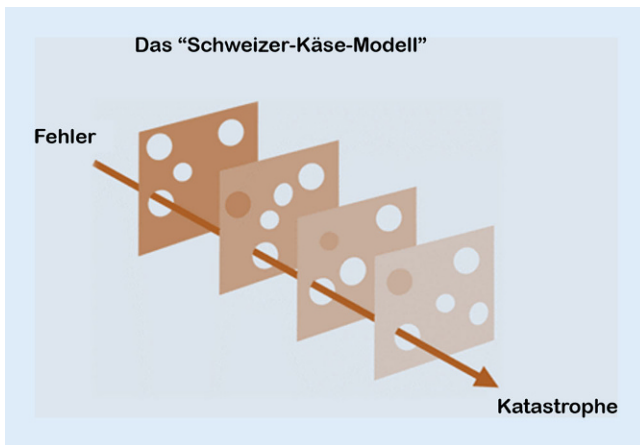 Das “Schweizer-Käse-Modell”
Fehler
Katastrophe